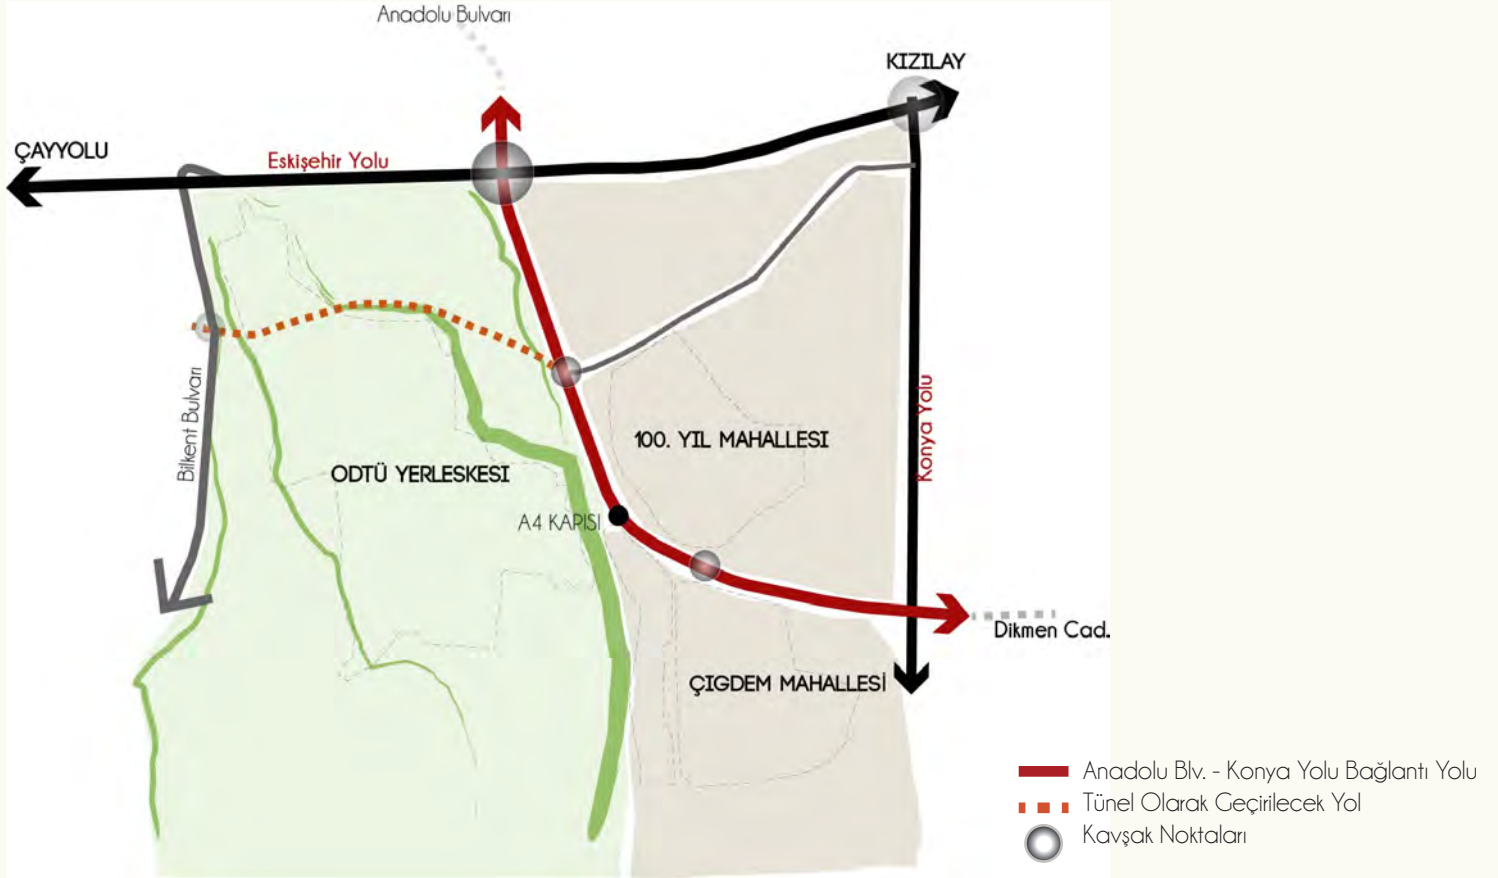 Anadolu Bulvarı
KIZILAY
ÇAYYOLU
Eskişehir Yolu
Bilkent Bulvarı
Konya Yolu
100. YIL MAHALLESI
ODTÜ YERLESKESI
A4 KAPISI
Dikmen Cad.
ÇIGDEM MAHALLESİ
Anadolu Blv. - Konya Yolu Bağlantı Yolu
Tünel Olarak Geçirilecek Yol
Kavşak Noktaları